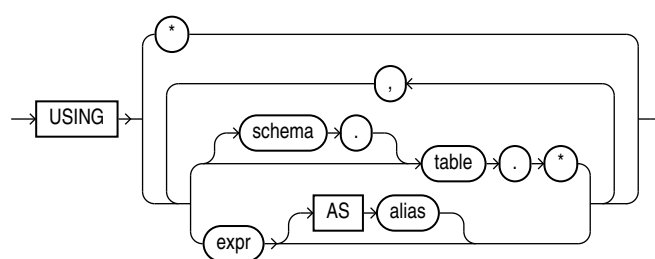 *
,
USING
schema .
table . *
AS alias
expr